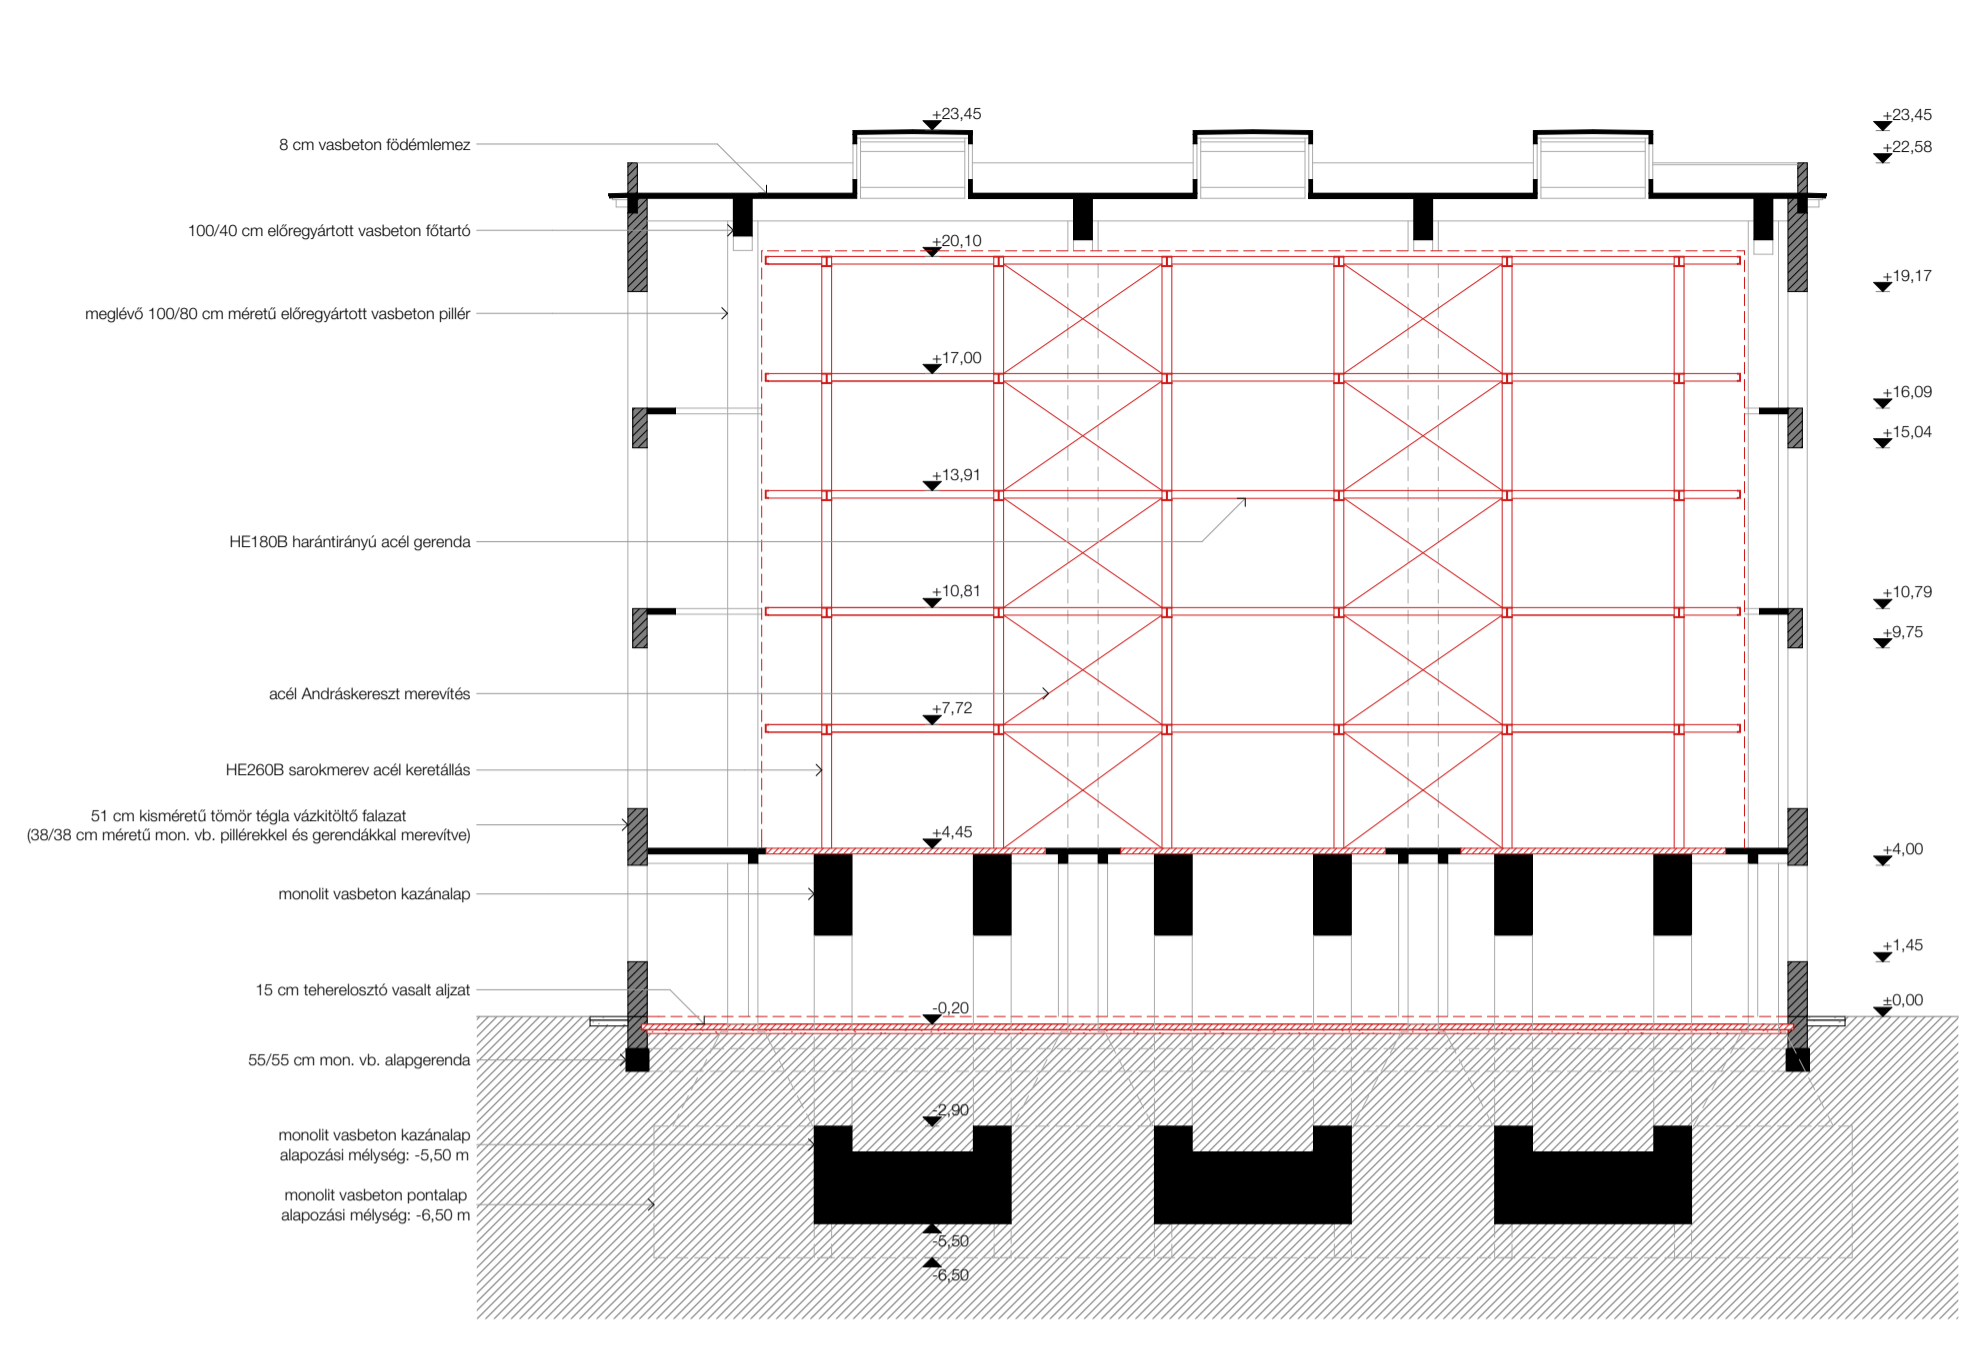 +23,45
+23,45
8 cm vasbeton födémlemez
+22,58
100/40 cm előregyártott vasbeton főtartó
+20,10
+19,17
meglévő 100/80 cm méretű előregyártott vasbeton pillér
+17,00
+16,09
+15,04
+13,91
HE180B harántirányú acél gerenda
+10,81
+10,79
+9,75
acél Andráskereszt merevítés
+7,72
HE260B sarokmerev acél keretállás
51 cm kisméretű tömör tégla vázkitöltő falazat
(38/38 cm méretű mon. vb. pillérekkel és gerendákkal merevítve)
+4,45
+4,00
monolit vasbeton kazánalap
+1,45
15 cm teherelosztó vasalt aljzat
-0,20
±0,00
55/55 cm mon. vb. alapgerenda
-2,90
monolit vasbeton kazánalap
alapozási mélység: -5,50 m
monolit vasbeton pontalap
alapozási mélység: -6,50 m
-5,50
-6,50